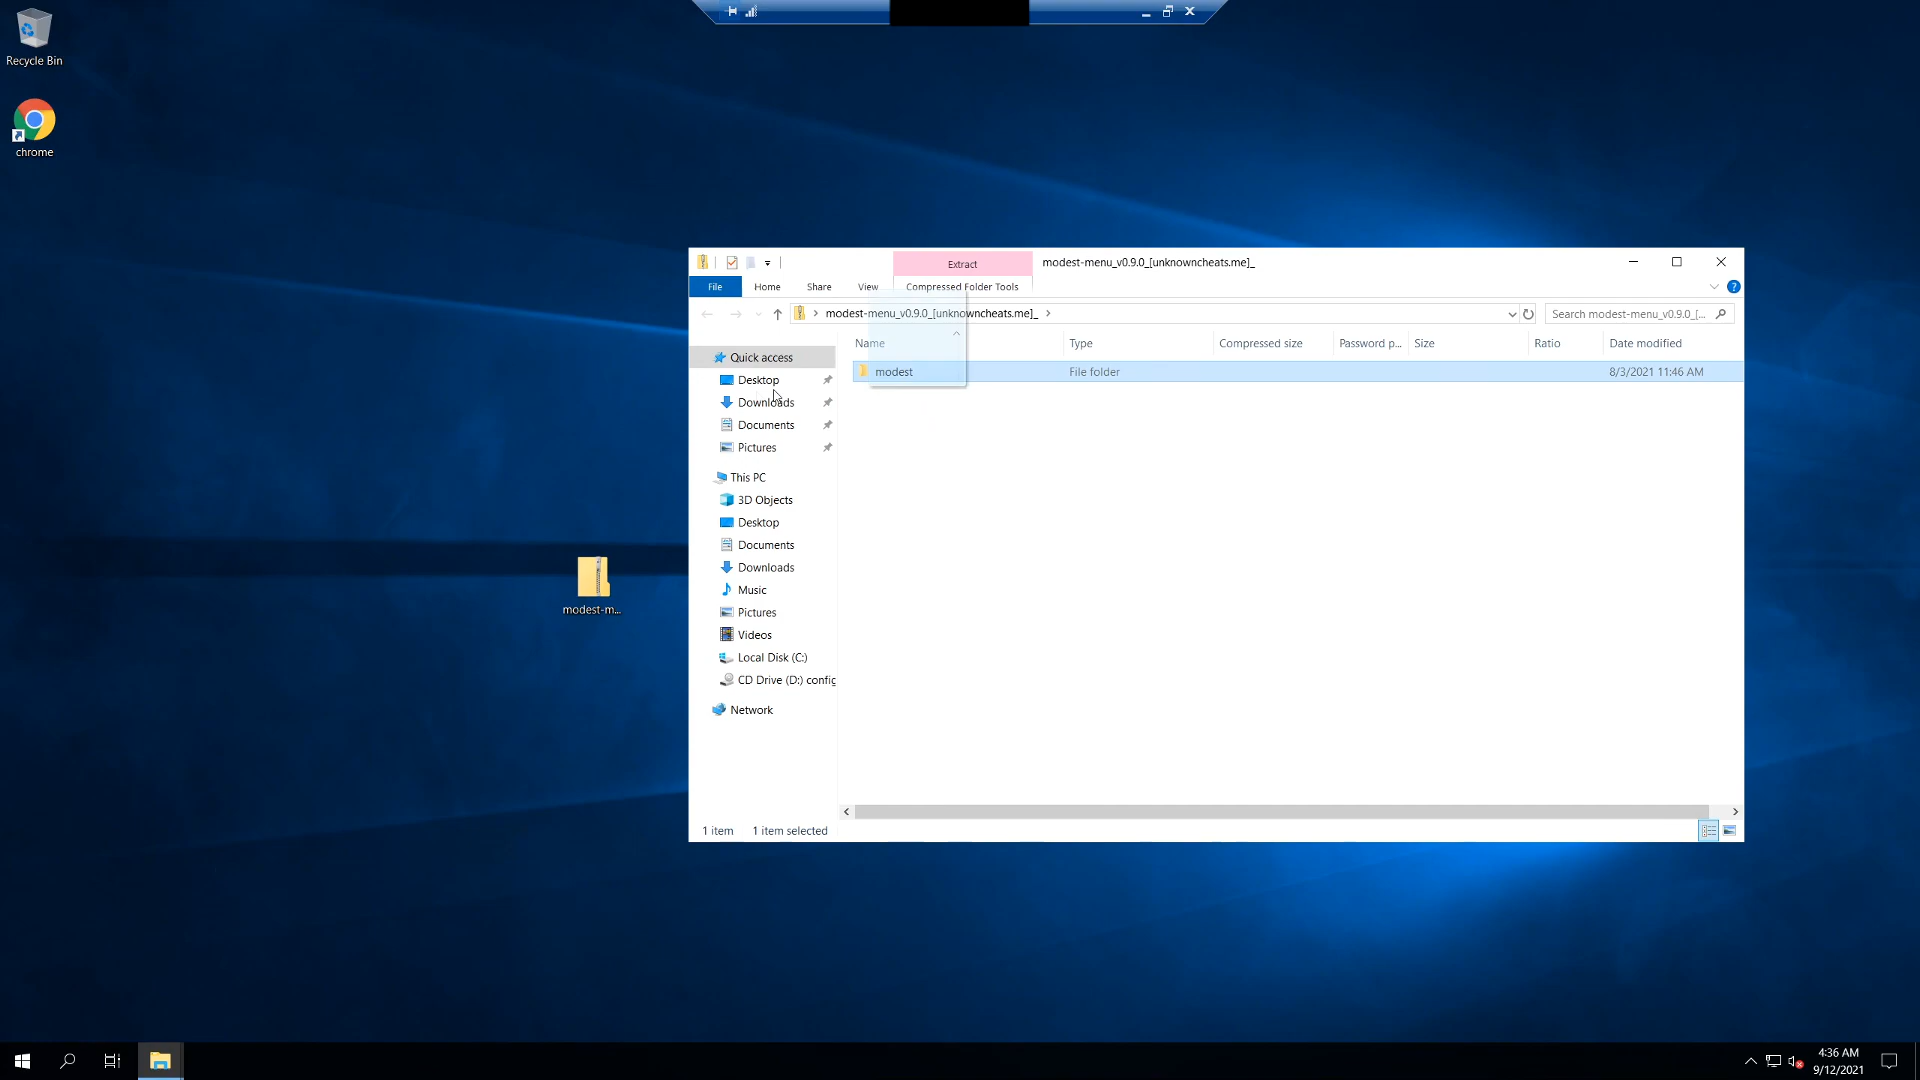 Recycle Bin
chrome
modest-m...
Extract
modest-menu_v0.9.0_[unknowncheats.me]_
File
Home
Share
View
Compressed Folder Tools
modest-menu_v0.9.0_[unknowncheats.me]_
Search modest-menu_v0.9.0_[...
Name
Type
Compressed size
Password p...
Size
Ratio
Date modified
modest
File folder
8/3/2021 11:46 AM
Quick access
Desktop
Downloads
Documents
Pictures
This PC
3D Objects
Desktop
Documents
Downloads
Music
Pictures
Videos
Local Disk (C:)
CD Drive (D:) config
Network
1 item
1 item selected
4:36 AM
9/12/2021